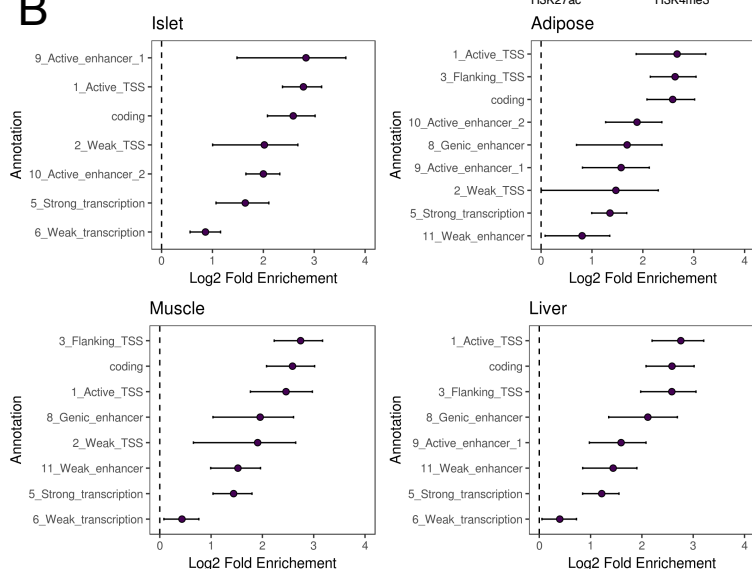 B
H3K27ac
H3K4me3
Islet
Annotation
9_Active_enhancer_1
1_Active_TSS
coding
2_Weak_TSS
10_Active_enhancer_2
5_Strong_transcription
6_Weak_transcription
0 1 2 3 4
Log2 Fold Enrichement
Adipose
Annotation
1_Active_TSS
3_Flanking_TSS
coding
10_Active_enhancer_2
8_Genic_enhancer
9_Active_enhancer_1
2_Weak_TSS
5_Strong_transcription
11_Weak_enhancer
0 1 2 3 4
Log2 Fold Enrichement
Muscle
Annotation
3_Flanking_TSS
coding
1_Active_TSS
8_Genic_enhancer
2_Weak_TSS
11_Weak_enhancer
5_Strong_transcription
6_Weak_transcription
0 1 2 3 4
Log2 Fold Enrichement
Liver
Annotation
1_Active_TSS
coding
3_Flanking_TSS
8_Genic_enhancer
9_Active_enhancer_1
11_Weak_enhancer
5_Strong_transcription
6_Weak_transcription
0 1 2 3 4
Log2 Fold Enrichement